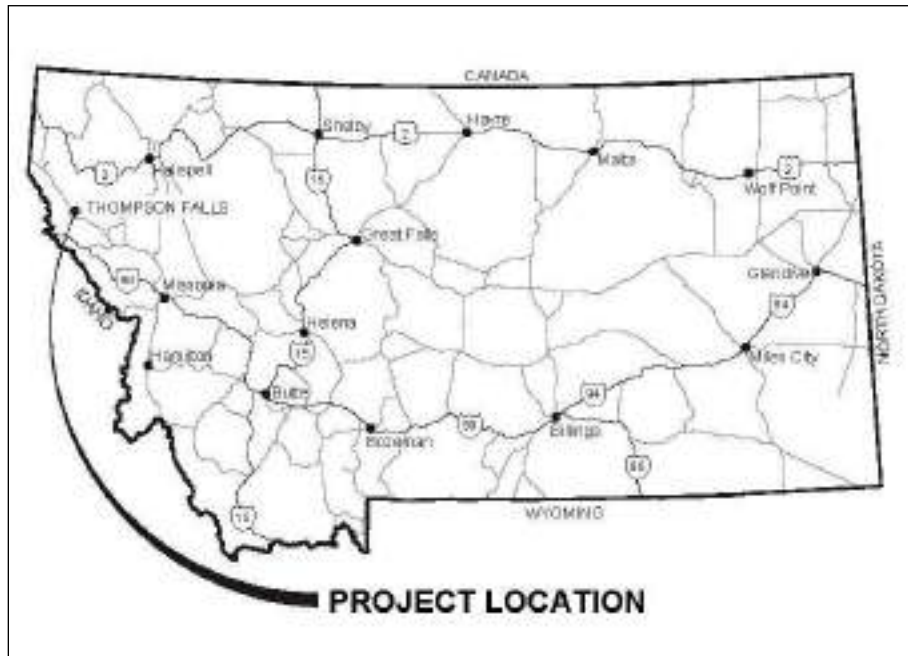 CANADA
Shelby
2
Havre
Malta
Kalispell
2
15
Wolf Point
2
THOMPSON FALLS
Great Falls
Glendive
90
Missoula
IDAHO
94
NORTH DAKOTA
Helena
15
Miles City
Hamilton
Butte
94
90
Billings
Bozeman
15
WYOMING
PROJECT LOCATION